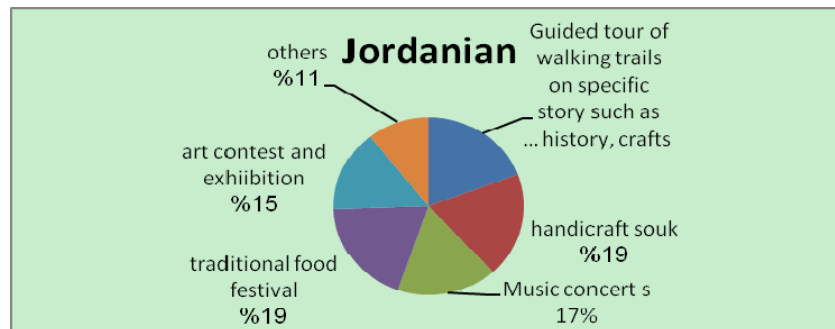 Jordanian
Guided tour of
walking trails
on specific
story such as
... history, crafts
handicraft souk
%19
Music concert s
17%
traditional food
festival
%19
art contest and
exhiibition
%15
others
%11